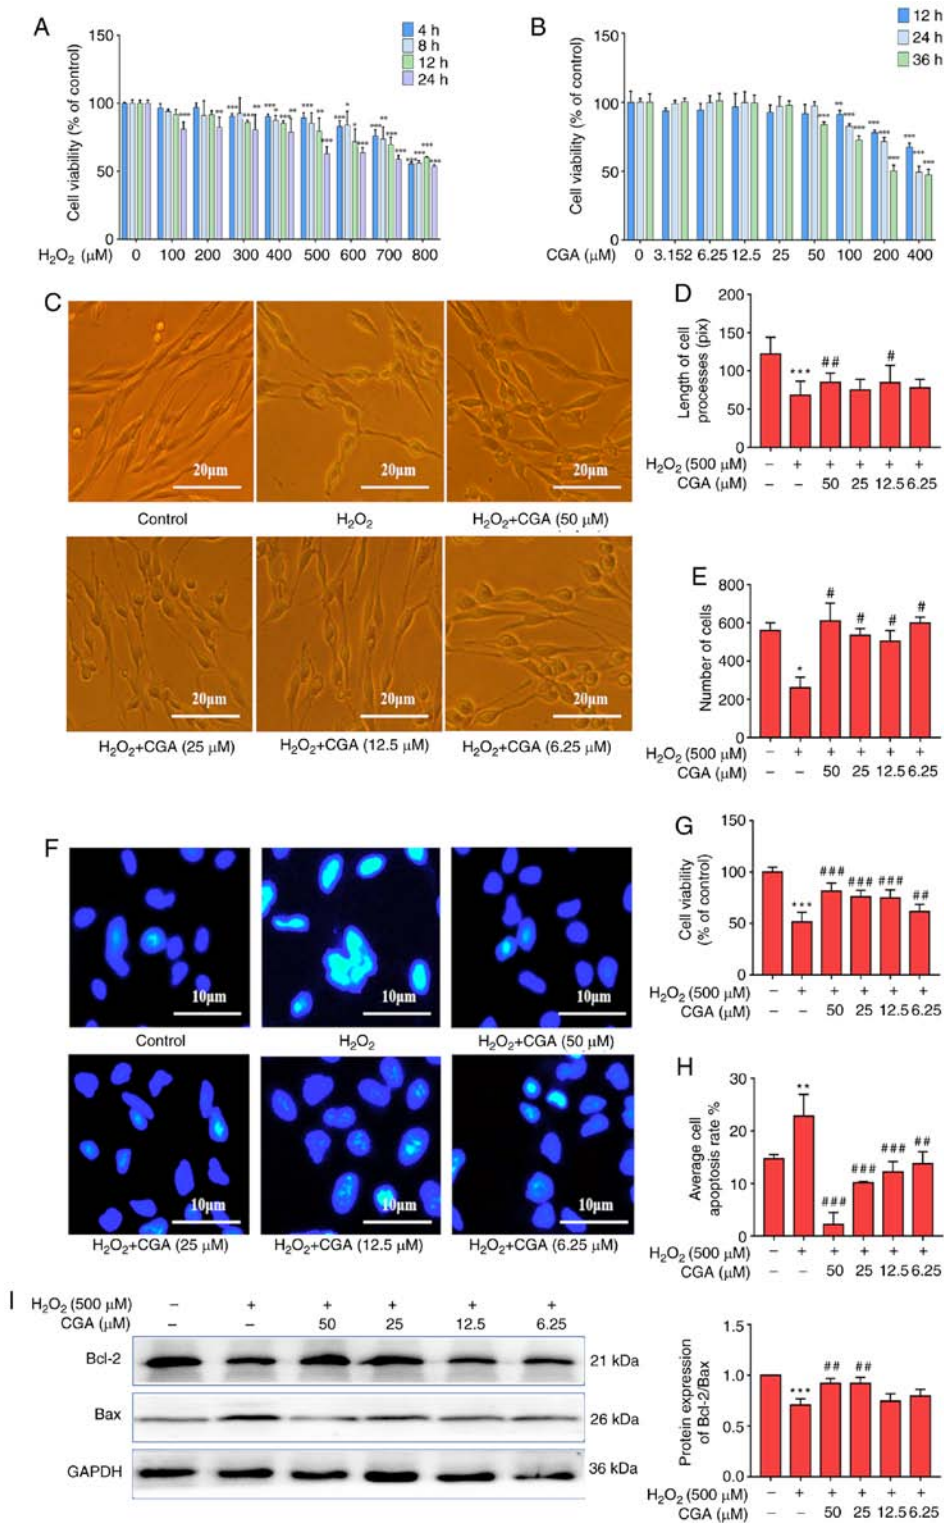 A
Cell viability (% of control)
150
100
50
0
4 h
8 h
12 h
24 h
H₂O₂ (μM)
0 100 200 300 400 500 600 700 800
B
Cell viability (% of control)
150
100
50
0
12 h
24 h
36 h
CGA (μM)
0 3.152 6.25 12.5 25 50 100 200 400
C
20μm 20μm 20μm
Control H₂O₂ H₂O₂+CGA (50 μM)
20μm 20μm 20μm
H₂O₂+CGA (25 μM) H₂O₂+CGA (12.5 μM) H₂O₂+CGA (6.25 μM)
D
Length of cell
processes (pix)
200
150
100
50
0
*** ## #
H₂O₂ (500 μM) – + + + + +
CGA (μM) – – 50 25 12.5 6.25
E
Number of cells
800
600
400
200
0
* # # # #
H₂O₂ (500 μM) – + + + + +
CGA (μM) – – 50 25 12.5 6.25
F
10μm 10μm 10μm
Control H₂O₂ H₂O₂+CGA (50 μM)
10μm 10μm 10μm
H₂O₂+CGA (25 μM) H₂O₂+CGA (12.5 μM) H₂O₂+CGA (6.25 μM)
G
Cell viability
(% of control)
150
100
50
0
*** ### ### ### ##
H₂O₂ (500 μM) – + + + + +
CGA (μM) – – 50 25 12.5 6.25
H
Average cell
apoptosis rate %
30
20
10
0
** ### ### ### ##
H₂O₂ (500 μM) – + + + + +
CGA (μM) – – 50 25 12.5 6.25
I
H₂O₂ (500 μM) – + + + + +
CGA (μM) – – 50 25 12.5 6.25
Bcl-2 21 kDa
Bax 26 kDa
GAPDH 36 kDa
Protein expression
of Bcl-2/Bax
1.5
1.0
0.5
0.0
*** ## ##
H₂O₂ (500 μM) – + + + + +
CGA (μM) – – 50 25 12.5 6.25